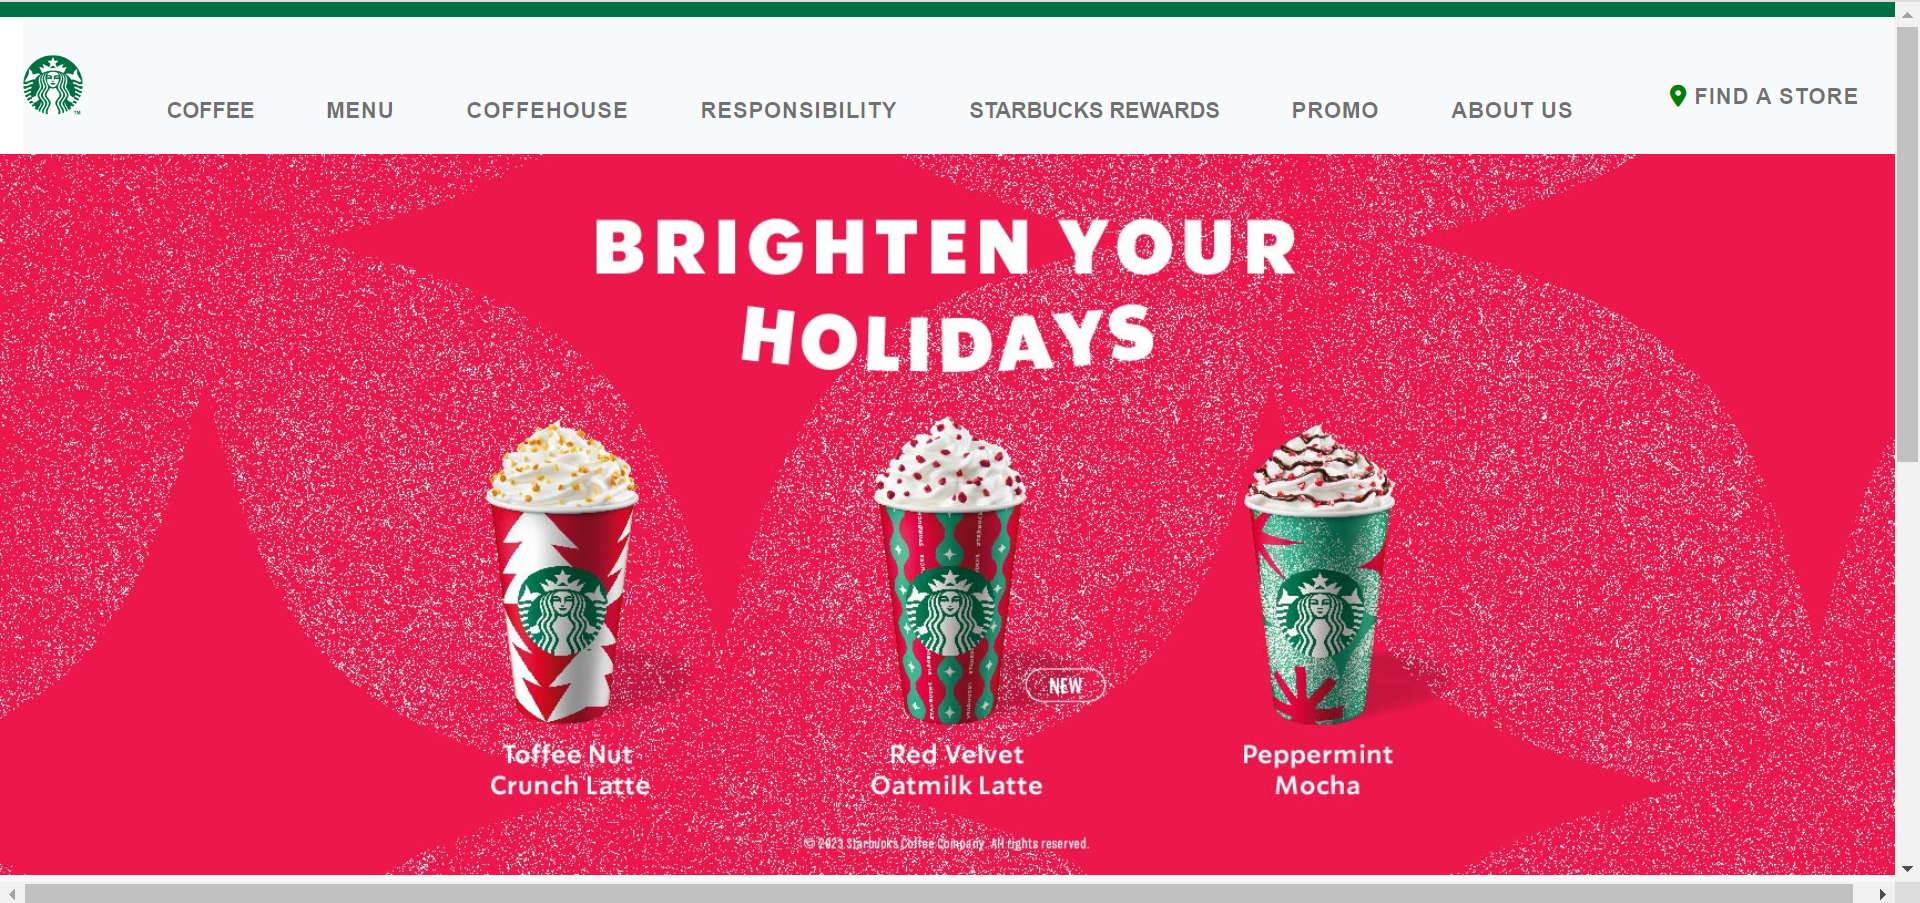 COFFEE MENU COFFEHOUSE RESPONSIBILITY STARBUCKS REWARDS PROMO ABOUT US FIND A STORE
BRIGHTEN YOUR
HOLIDAYS
NEW
Toffee Nut
Crunch Latte
Red Velvet
Oatmilk Latte
Peppermint
Mocha
© 2023 Starbucks Coffee Company. All rights reserved.